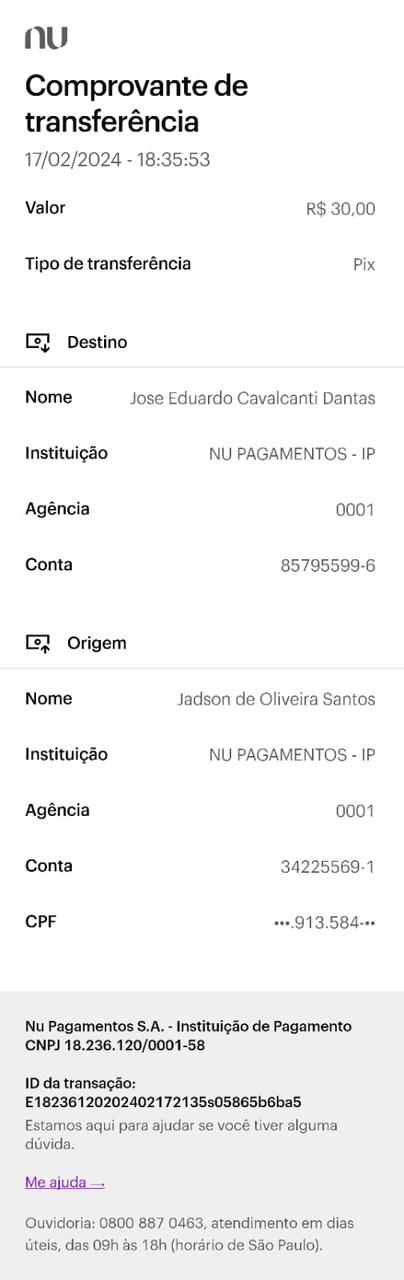 nu
Comprovante de
transferência
17/02/2024 - 18:35:53
Valor R$ 30,00
Tipo de transferência Pix
Destino
Nome Jose Eduardo Cavalcanti Dantas
Instituição NU PAGAMENTOS - IP
Agência 0001
Conta 85795599-6
Origem
Nome Jadson de Oliveira Santos
Instituição NU PAGAMENTOS - IP
Agência 0001
Conta 34225569-1
CPF •••.913.584-••
Nu Pagamentos S.A. - Instituição de Pagamento
CNPJ 18.236.120/0001-58
ID da transação:
E18236120202402172135s05865b6ba5
Estamos aqui para ajudar se você tiver alguma
dúvida.
Me ajuda →
Ouvidoria: 0800 887 0463, atendimento em dias
úteis, das 09h às 18h (horário de São Paulo).